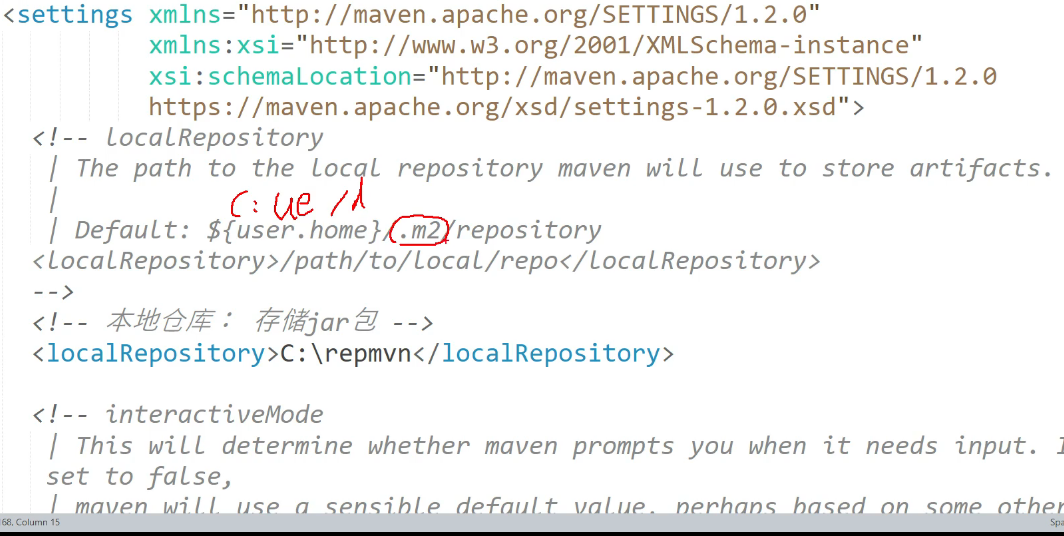 <settings xmlns="http://maven.apache.org/SETTINGS/1.2.0"
xmlns:xsi="http://www.w3.org/2001/XMLSchema-instance"
xsi:schemaLocation="http://maven.apache.org/SETTINGS/1.2.0
https://maven.apache.org/xsd/settings-1.2.0.xsd">
<!-- localRepository
| The path to the local repository maven will use to store artifacts.
|
| Default: ${user.home}/.m2/repository
<localRepository>/path/to/local/repo</localRepository>
-->
<!-- 本地仓库： 存储jar包 -->
<localRepository>C:\repmvn</localRepository>
<!-- interactiveMode
| This will determine whether maven prompts you when it needs input. I
set to false,
| maven will use a sensible default value, perhaps based on some other
68, Column 15
Spa